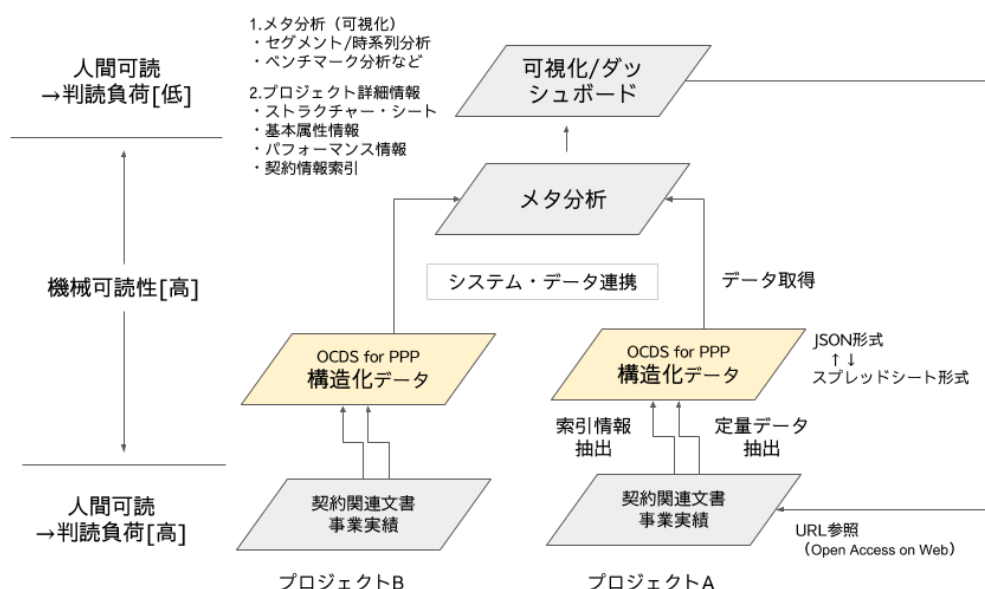 1.メタ分析（可視化）
・セグメント/時系列分析
・ベンチマーク分析など
2.プロジェクト詳細情報
・ストラクチャー・シート
・基本属性情報
・パフォーマンス情報
・契約情報索引
人間可読
→判読負荷[低]
可視化/ダッ
シュボード
メタ分析
機械可読性[高]
システム・データ連携
データ取得
OCDS for PPP
構造化データ
OCDS for PPP
構造化データ
JSON形式
↑↓
スプレッドシート形式
索引情報
抽出
定量データ
抽出
人間可読
→判読負荷[高]
契約関連文書
事業実績
契約関連文書
事業実績
URL参照
（Open Access on Web）
プロジェクトB
プロジェクトA